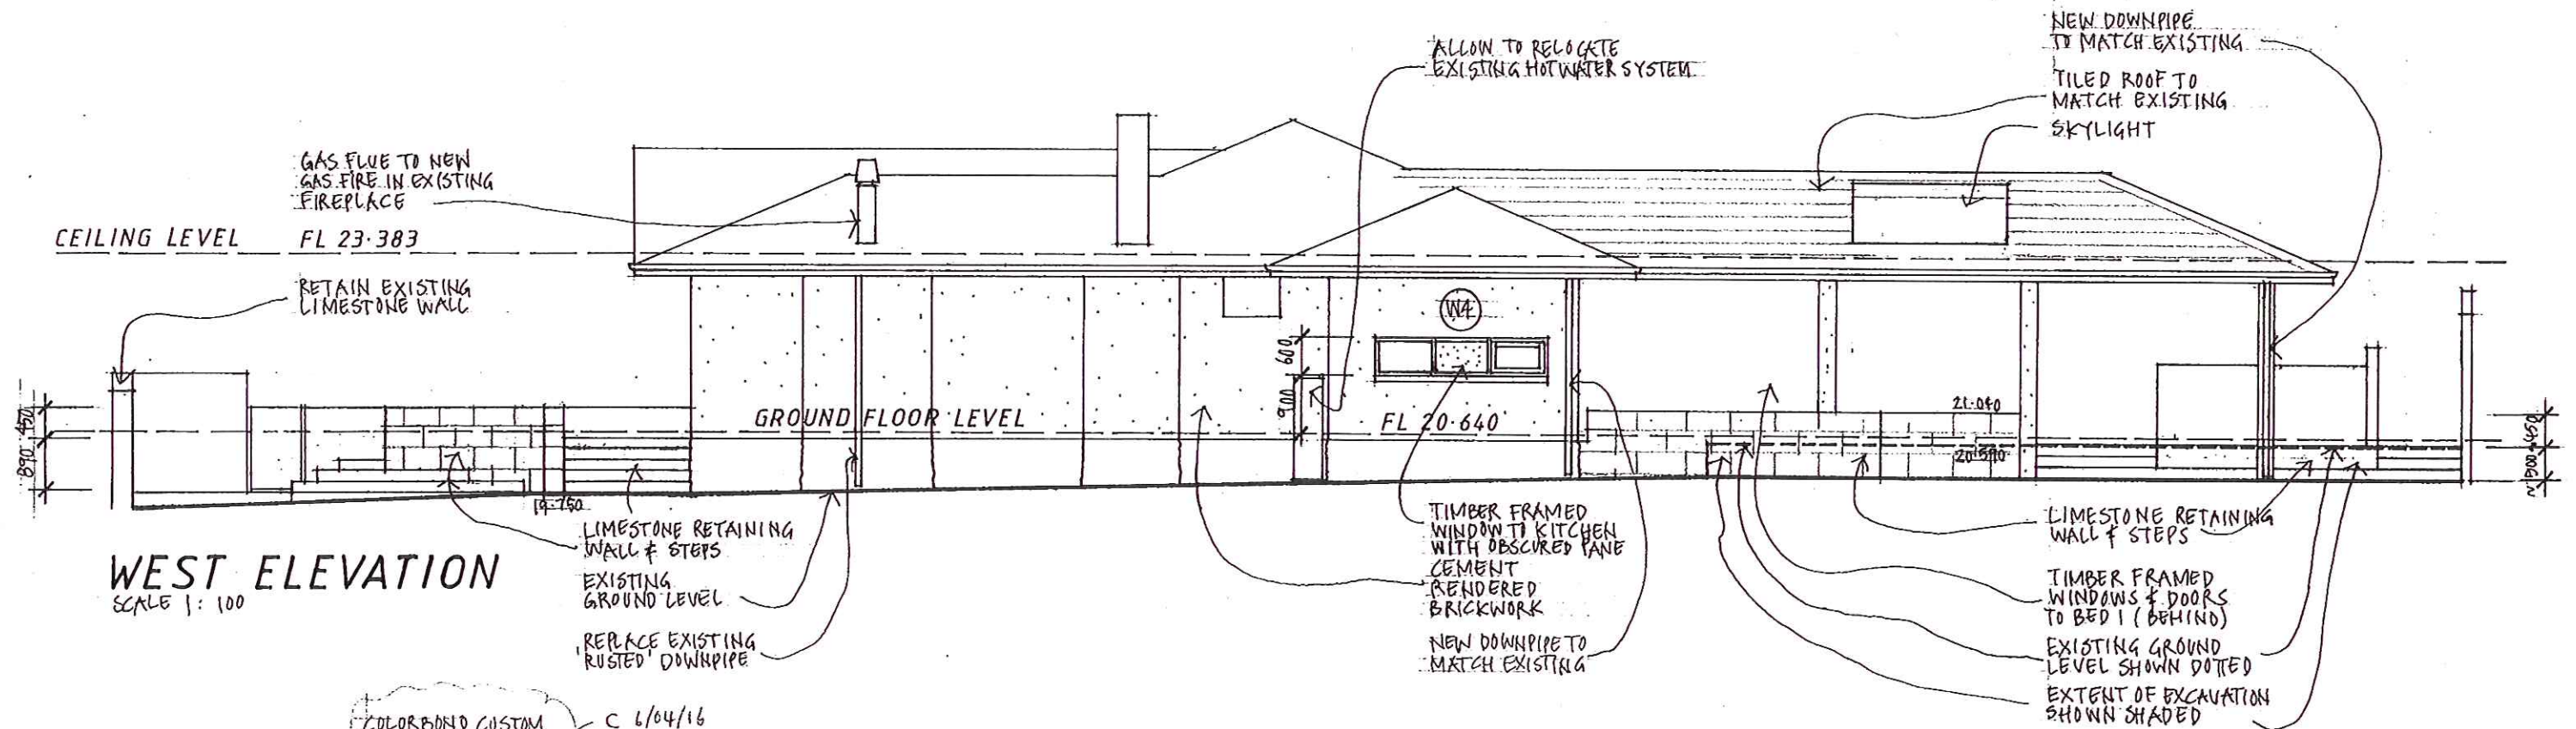 NEW DOWNPIPE
TO MATCH EXISTING
ALLOW TO RELOCATE
EXISTING HOTWATER SYSTEM
TILED ROOF TO
MATCH EXISTING
SKYLIGHT
GAS FLUE TO NEW
GAS FIRE IN EXISTING
FIREPLACE
CEILING LEVEL FL 23·383
RETAIN EXISTING
LIMESTONE WALL
W4
600
900
450
890
GROUND FLOOR LEVEL FL 20·640
21·040
20·590
450
19·750
LIMESTONE RETAINING
WALL & STEPS
EXISTING
GROUND LEVEL
REPLACE EXISTING
'RUSTED' DOWNPIPE
WEST ELEVATION
SCALE 1:100
TIMBER FRAMED
WINDOW TO KITCHEN
WITH OBSCURED PANE
CEMENT
RENDERED
BRICKWORK
NEW DOWNPIPE TO
MATCH EXISTING
LIMESTONE RETAINING
WALL & STEPS
TIMBER FRAMED
WINDOWS & DOORS
TO BED 1 (BEHIND)
EXISTING GROUND
LEVEL SHOWN DOTTED
EXTENT OF EXCAVATION
SHOWN SHADED
COLORBOND CUSTOM
C 6/04/16